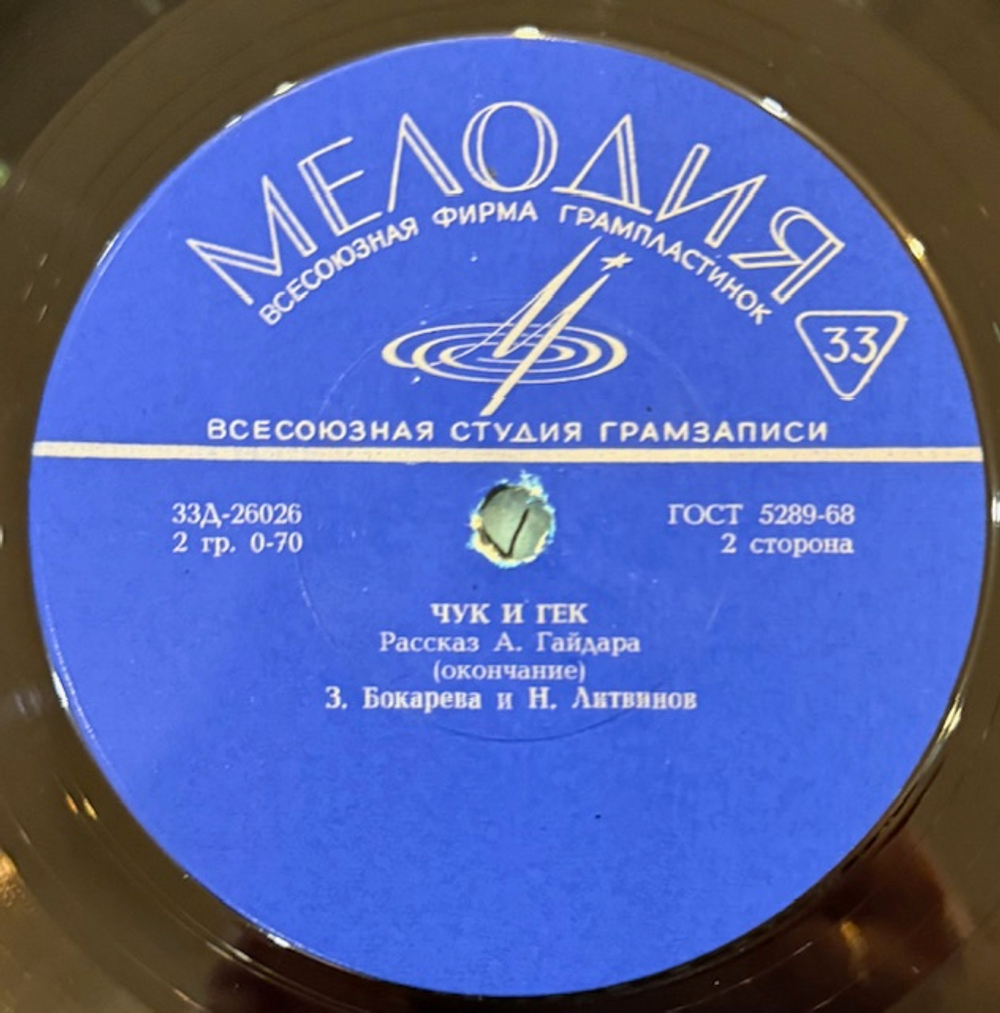 МЕЛОДИЯ
ВСЕСОЮЗНАЯ ФИРМА ГРАМПЛАСТИНОК
33
ВСЕСОЮЗНАЯ СТУДИЯ ГРАМЗАПИСИ
33Д-26026 ГОСТ 5289-68
2 гр. 0-70 2 сторона
ЧУК И ГЕК
Рассказ А. Гайдара
(окончание)
З. Бокарева и Н. Литвинов